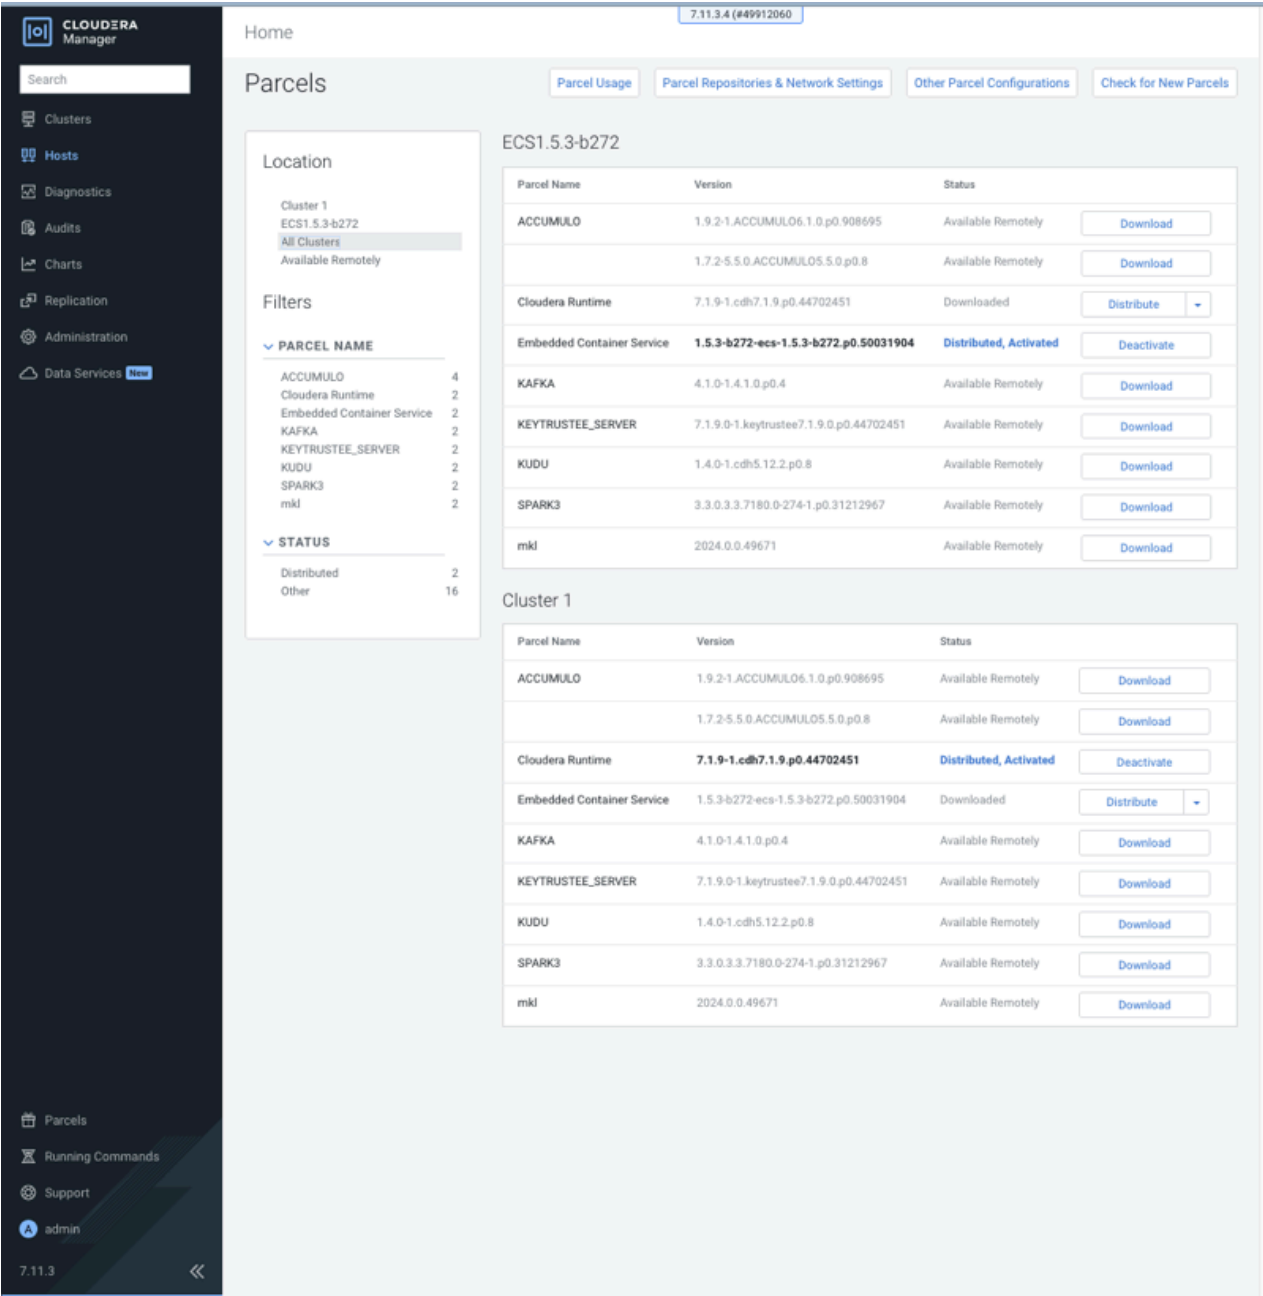 CLOUDERA
Manager
Search
Clusters
Hosts
Diagnostics
Audits
Charts
Replication
Administration
Data Services New
Parcels
Running Commands
Support
A admin
7.11.3
7.11.3.4 (#49912060
Home
Parcels
Parcel Usage
Parcel Repositories & Network Settings
Other Parcel Configurations
Check for New Parcels
Location
Cluster 1
ECS1.5.3-b272
All Clusters
Available Remotely
Filters
PARCEL NAME
ACCUMULO 4
Cloudera Runtime 2
Embedded Container Service 2
KAFKA 2
KEYTRUSTEE_SERVER 2
KUDU 2
SPARK3 2
mkl 2
STATUS
Distributed 2
Other 16
ECS1.5.3-b272
Parcel Name Version Status
ACCUMULO 1.9.2-1.ACCUMULO6.1.0.p0.908695 Available Remotely Download
1.7.2-5.5.0.ACCUMULO5.5.0.p0.8 Available Remotely Download
Cloudera Runtime 7.1.9-1.cdh7.1.9.p0.44702451 Downloaded Distribute
Embedded Container Service 1.5.3-b272-ecs-1.5.3-b272.p0.50031904 Distributed, Activated Deactivate
KAFKA 4.1.0-1.4.1.0.p0.4 Available Remotely Download
KEYTRUSTEE_SERVER 7.1.9.0-1.keytrustee7.1.9.0.p0.44702451 Available Remotely Download
KUDU 1.4.0-1.cdh5.12.2.p0.8 Available Remotely Download
SPARK3 3.3.0.3.3.7180.0-274-1.p0.31212967 Available Remotely Download
mkl 2024.0.0.49671 Available Remotely Download
Cluster 1
Parcel Name Version Status
ACCUMULO 1.9.2-1.ACCUMULO6.1.0.p0.908695 Available Remotely Download
1.7.2-5.5.0.ACCUMULO5.5.0.p0.8 Available Remotely Download
Cloudera Runtime 7.1.9-1.cdh7.1.9.p0.44702451 Distributed, Activated Deactivate
Embedded Container Service 1.5.3-b272-ecs-1.5.3-b272.p0.50031904 Downloaded Distribute
KAFKA 4.1.0-1.4.1.0.p0.4 Available Remotely Download
KEYTRUSTEE_SERVER 7.1.9.0-1.keytrustee7.1.9.0.p0.44702451 Available Remotely Download
KUDU 1.4.0-1.cdh5.12.2.p0.8 Available Remotely Download
SPARK3 3.3.0.3.3.7180.0-274-1.p0.31212967 Available Remotely Download
mkl 2024.0.0.49671 Available Remotely Download